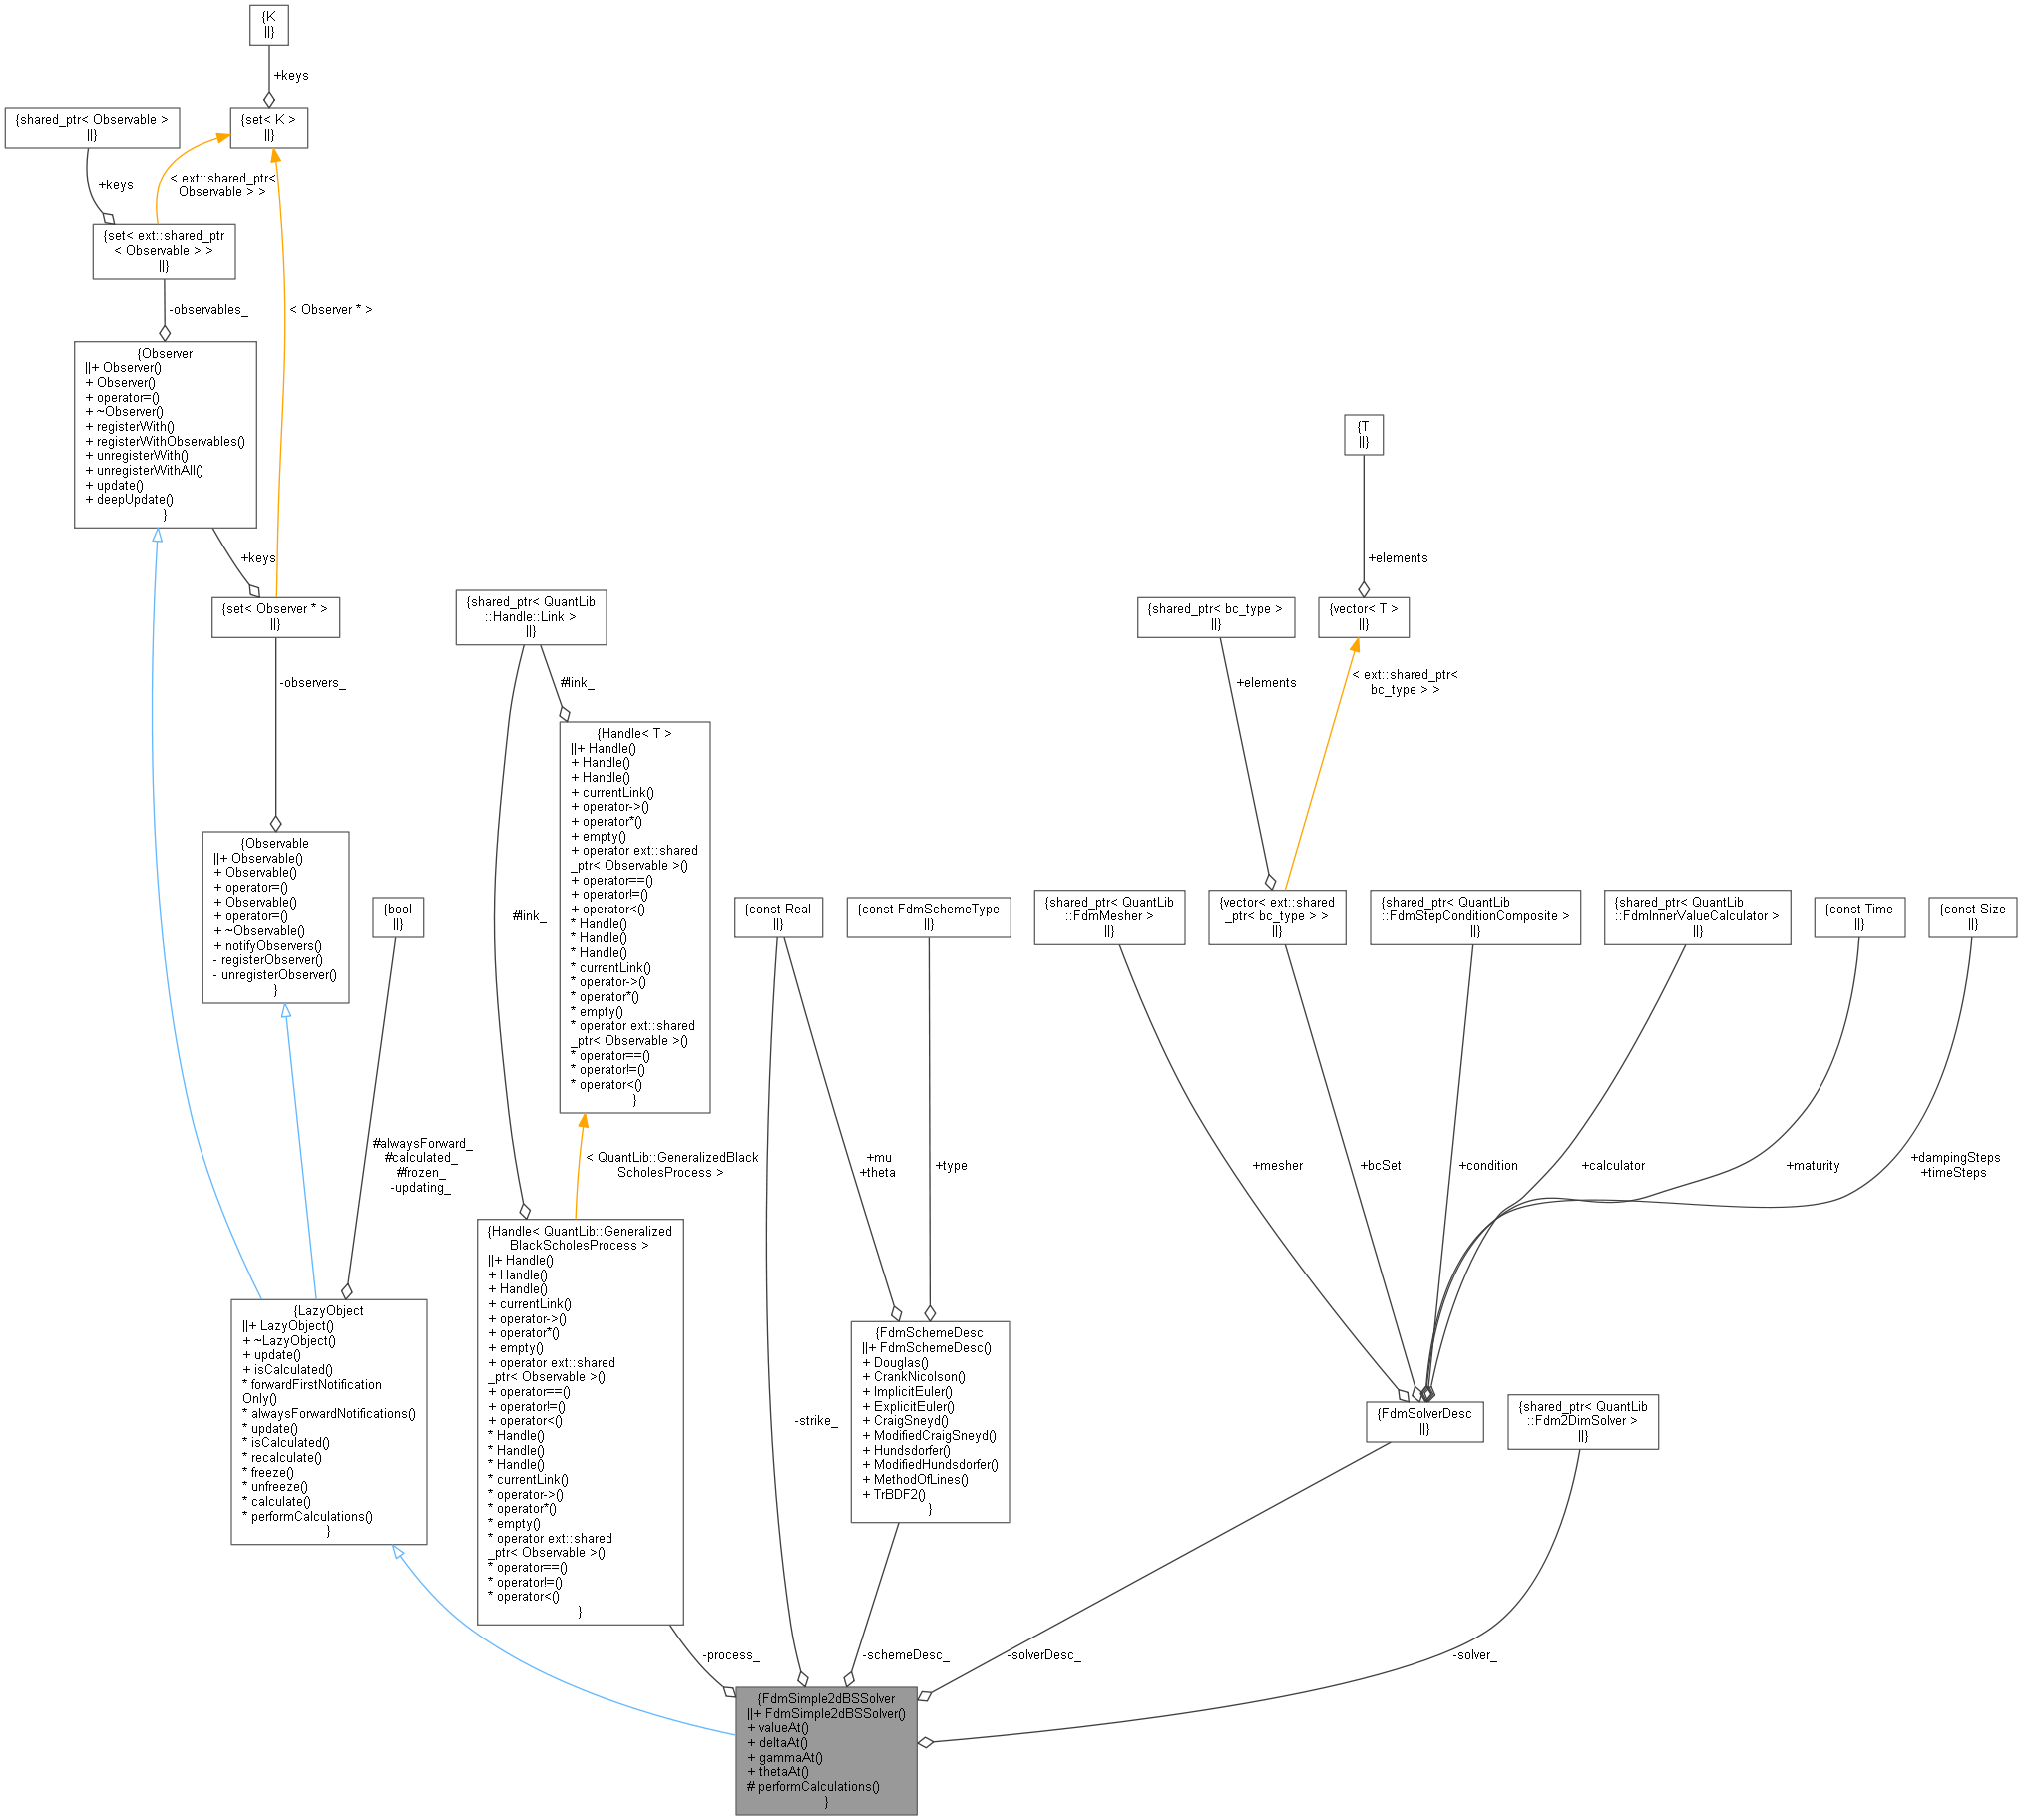 {K
||}
+keys
{shared_ptr< Observable >
||}
{set< K >
||}
+keys
< ext::shared_ptr<
Observable > >
{set< ext::shared_ptr
< Observable > >
||}
-observables_
< Observer * >
{Observer
||+ Observer()
+ Observer()
+ operator=()
+ ~Observer()
+ registerWith()
+ registerWithObservables()
+ unregisterWith()
+ unregisterWithAll()
+ update()
+ deepUpdate()
}
+keys
{set< Observer * >
||}
-observers_
{Observable
||+ Observable()
+ Observable()
+ operator=()
+ Observable()
+ operator=()
+ ~Observable()
+ notifyObservers()
- registerObserver()
- unregisterObserver()
}
{bool
||}
#alwaysForward_
#calculated_
#frozen_
-updating_
{LazyObject
||+ LazyObject()
+ ~LazyObject()
+ update()
+ isCalculated()
* forwardFirstNotification
Only()
* alwaysForwardNotifications()
* update()
* isCalculated()
* recalculate()
* freeze()
* unfreeze()
* calculate()
* performCalculations()
}
{shared_ptr< QuantLib
::Handle::Link >
||}
#link_
#link_
{Handle< T >
||+ Handle()
+ Handle()
+ Handle()
+ currentLink()
+ operator->()
+ operator*()
+ empty()
+ operator ext::shared
_ptr< Observable >()
+ operator==()
+ operator!=()
+ operator<()
* Handle()
* Handle()
* Handle()
* currentLink()
* operator->()
* operator*()
* empty()
* operator ext::shared
_ptr< Observable >()
* operator==()
* operator!=()
* operator<()
}
< QuantLib::GeneralizedBlack
ScholesProcess >
{Handle< QuantLib::Generalized
BlackScholesProcess >
||+ Handle()
+ Handle()
+ Handle()
+ currentLink()
+ operator->()
+ operator*()
+ empty()
+ operator ext::shared
_ptr< Observable >()
+ operator==()
+ operator!=()
+ operator<()
* Handle()
* Handle()
* Handle()
* currentLink()
* operator->()
* operator*()
* empty()
* operator ext::shared
_ptr< Observable >()
* operator==()
* operator!=()
* operator<()
}
-process_
{const Real
||}
-strike_
+mu
+theta
{const FdmSchemeType
||}
+type
{FdmSchemeDesc
||+ FdmSchemeDesc()
+ Douglas()
+ CrankNicolson()
+ ImplicitEuler()
+ ExplicitEuler()
+ CraigSneyd()
+ ModifiedCraigSneyd()
+ Hundsdorfer()
+ ModifiedHundsdorfer()
+ MethodOfLines()
+ TrBDF2()
}
-schemeDesc_
{T
||}
+elements
{shared_ptr< bc_type >
||}
{vector< T >
||}
+elements
< ext::shared_ptr<
bc_type > >
{shared_ptr< QuantLib
::FdmMesher >
||}
{vector< ext::shared
_ptr< bc_type > >
||}
{shared_ptr< QuantLib
::FdmStepConditionComposite >
||}
{shared_ptr< QuantLib
::FdmInnerValueCalculator >
||}
{const Time
||}
{const Size
||}
+mesher
+bcSet
+condition
+calculator
+maturity
+dampingSteps
+timeSteps
{FdmSolverDesc
||}
{shared_ptr< QuantLib
::Fdm2DimSolver >
||}
-solverDesc_
-solver_
{FdmSimple2dBSSolver
||+ FdmSimple2dBSSolver()
+ valueAt()
+ deltaAt()
+ gammaAt()
+ thetaAt()
# performCalculations()
}